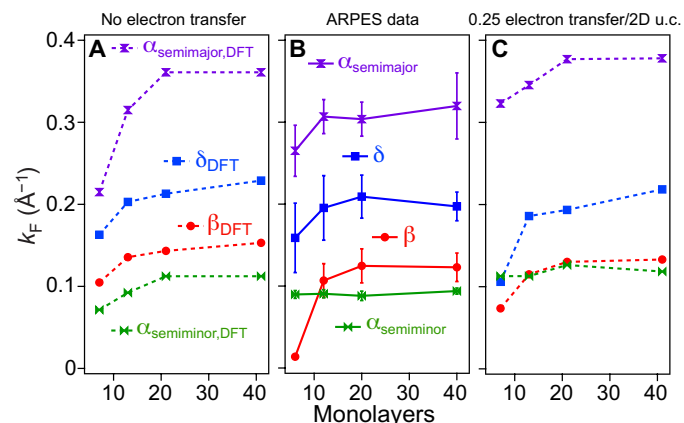 No electron transfer
ARPES data
0.25 electron transfer/2D u.c.
A
B
C
αsemimajor,DFT
αsemimajor
δDFT
δ
βDFT
β
αsemiminor,DFT
αsemiminor
kF (Å−1)
0.4
0.3
0.2
0.1
0
10 20 30 40
10 20 30 40
10 20 30 40
Monolayers